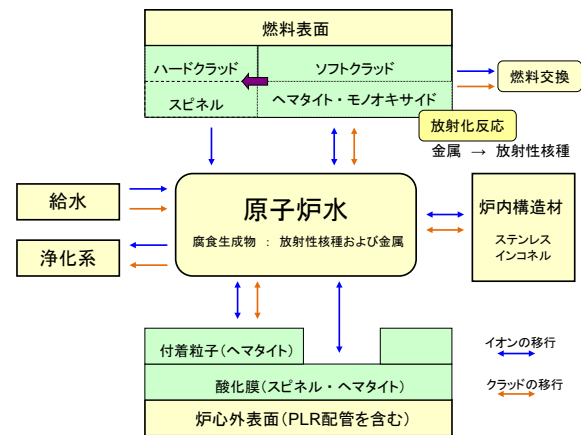 燃料表面
ハードクラッド
ソフトクラッド
スピネル
ヘマタイト・モノオキサイド
燃料交換
放射化反応
金属 → 放射性核種
給水
浄化系
原子炉水
腐食生成物 : 放射性核種および金属
炉内構造材
ステンレス
インコネル
付着粒子(ヘマタイト)
酸化膜(スピネル・ヘマタイト)
炉心外表面(PLR配管を含む)
イオンの移行
クラッドの移行